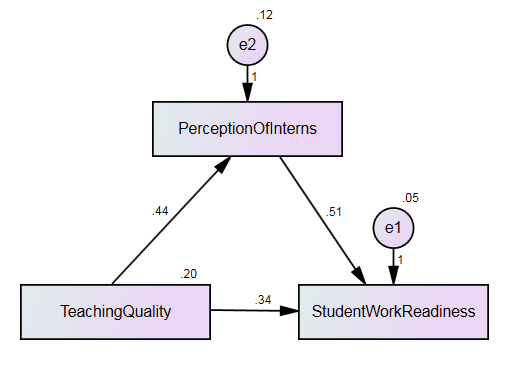 .12
e2
1
PerceptionOfInterns
.44
.51
.05
e1
1
.20
TeachingQuality
.34
StudentWorkReadiness